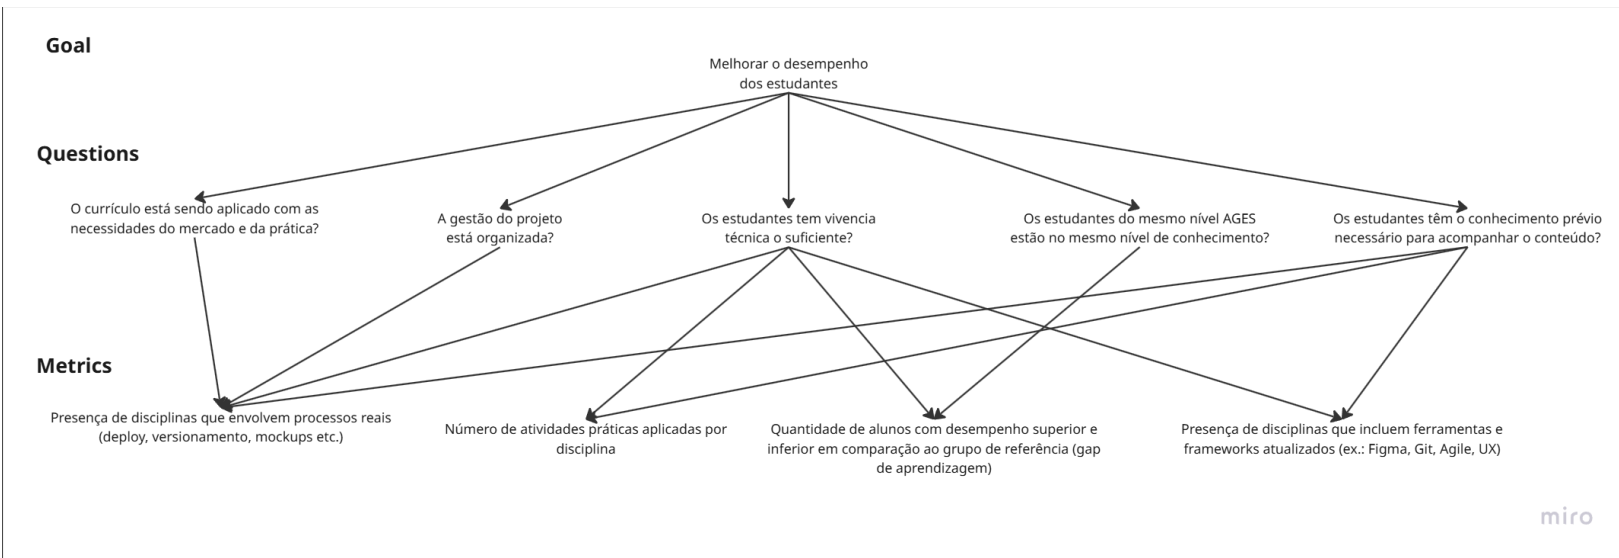 Goal
Melhorar o desempenho
dos estudantes
Questions
O currículo está sendo aplicado com as
necessidades do mercado e da prática?
A gestão do projeto
está organizada?
Os estudantes tem vivencia
técnica o suficiente?
Os estudantes do mesmo nível AGES
estão no mesmo nível de conhecimento?
Os estudantes têm o conhecimento prévio
necessário para acompanhar o conteúdo?
Metrics
Presença de disciplinas que envolvem processos reais
(deploy, versionamento, mockups etc.)
Número de atividades práticas aplicadas por
disciplina
Quantidade de alunos com desempenho superior e
inferior em comparação ao grupo de referência (gap
de aprendizagem)
Presença de disciplinas que incluem ferramentas e
frameworks atualizados (ex.: Figma, Git, Agile, UX)
miro